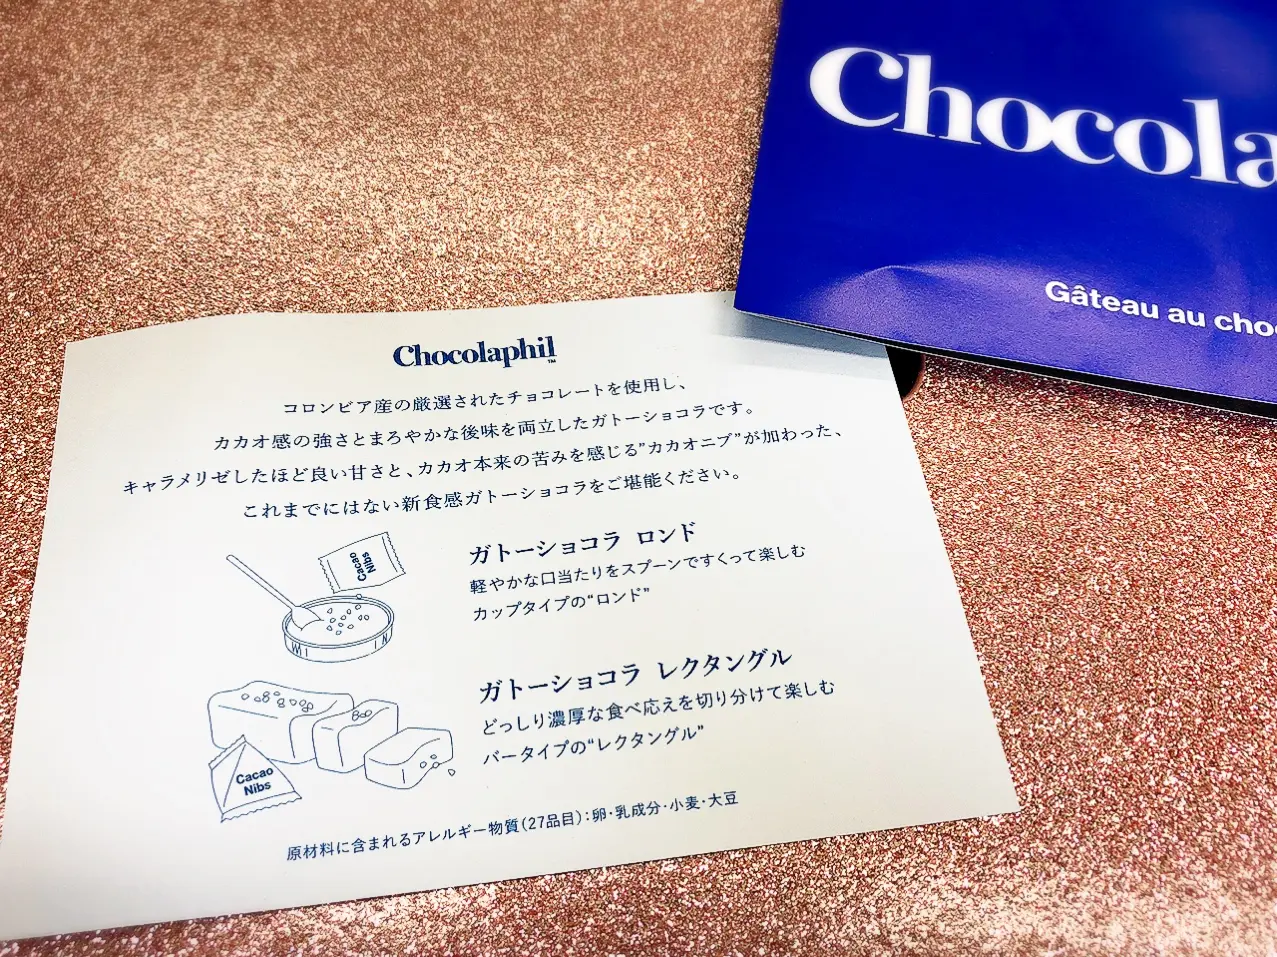 Chocola
Gâteau au choc
Chocolaphil™
コロンビア産の厳選されたチョコレートを使用し、
カカオ感の強さとまろやかな後味を両立したガトーショコラです。
キャラメリゼしたほど良い甘さと、カカオ本来の苦みを感じる"カカオニブ"が加わった、
これまでにはない新食感ガトーショコラをご堪能ください。
Cacao
Nibs
ガトーショコラ ロンド
軽やかな口当たりをスプーンですくって楽しむ
カップタイプの“ロンド”
ガトーショコラ レクタングル
どっしり濃厚な食べ応えを切り分けて楽しむ
バータイプの“レクタングル”
Cacao
Nibs
原材料に含まれるアレルギー物質(27品目):卵・乳成分・小麦・大豆